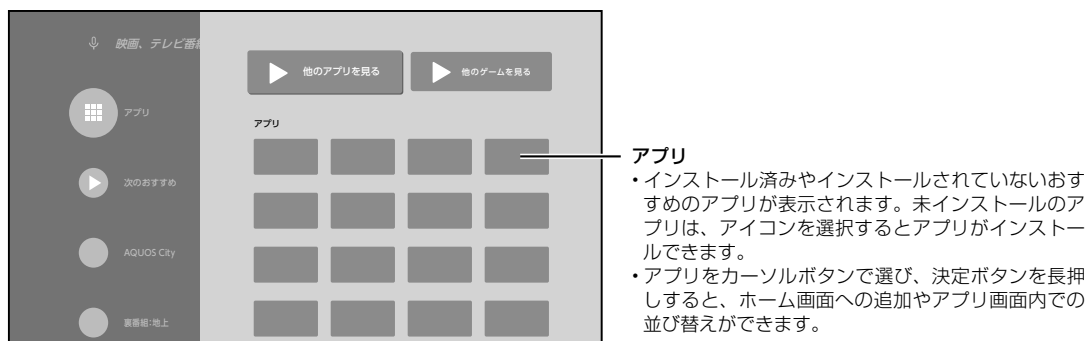 映画、テレビ番
他のアプリを見る
他のゲームを見る
アプリ
アプリ
次のおすすめ
AQUOS City
裏番組:地上
アプリ
・インストール済みやインストールされていないおす
すめのアプリが表示されます。未インストールのア
プリは、アイコンを選択するとアプリがインストー
ルできます。
・アプリをカーソルボタンで選び、決定ボタンを長押
しすると、ホーム画面への追加やアプリ画面内での
並び替えができます。